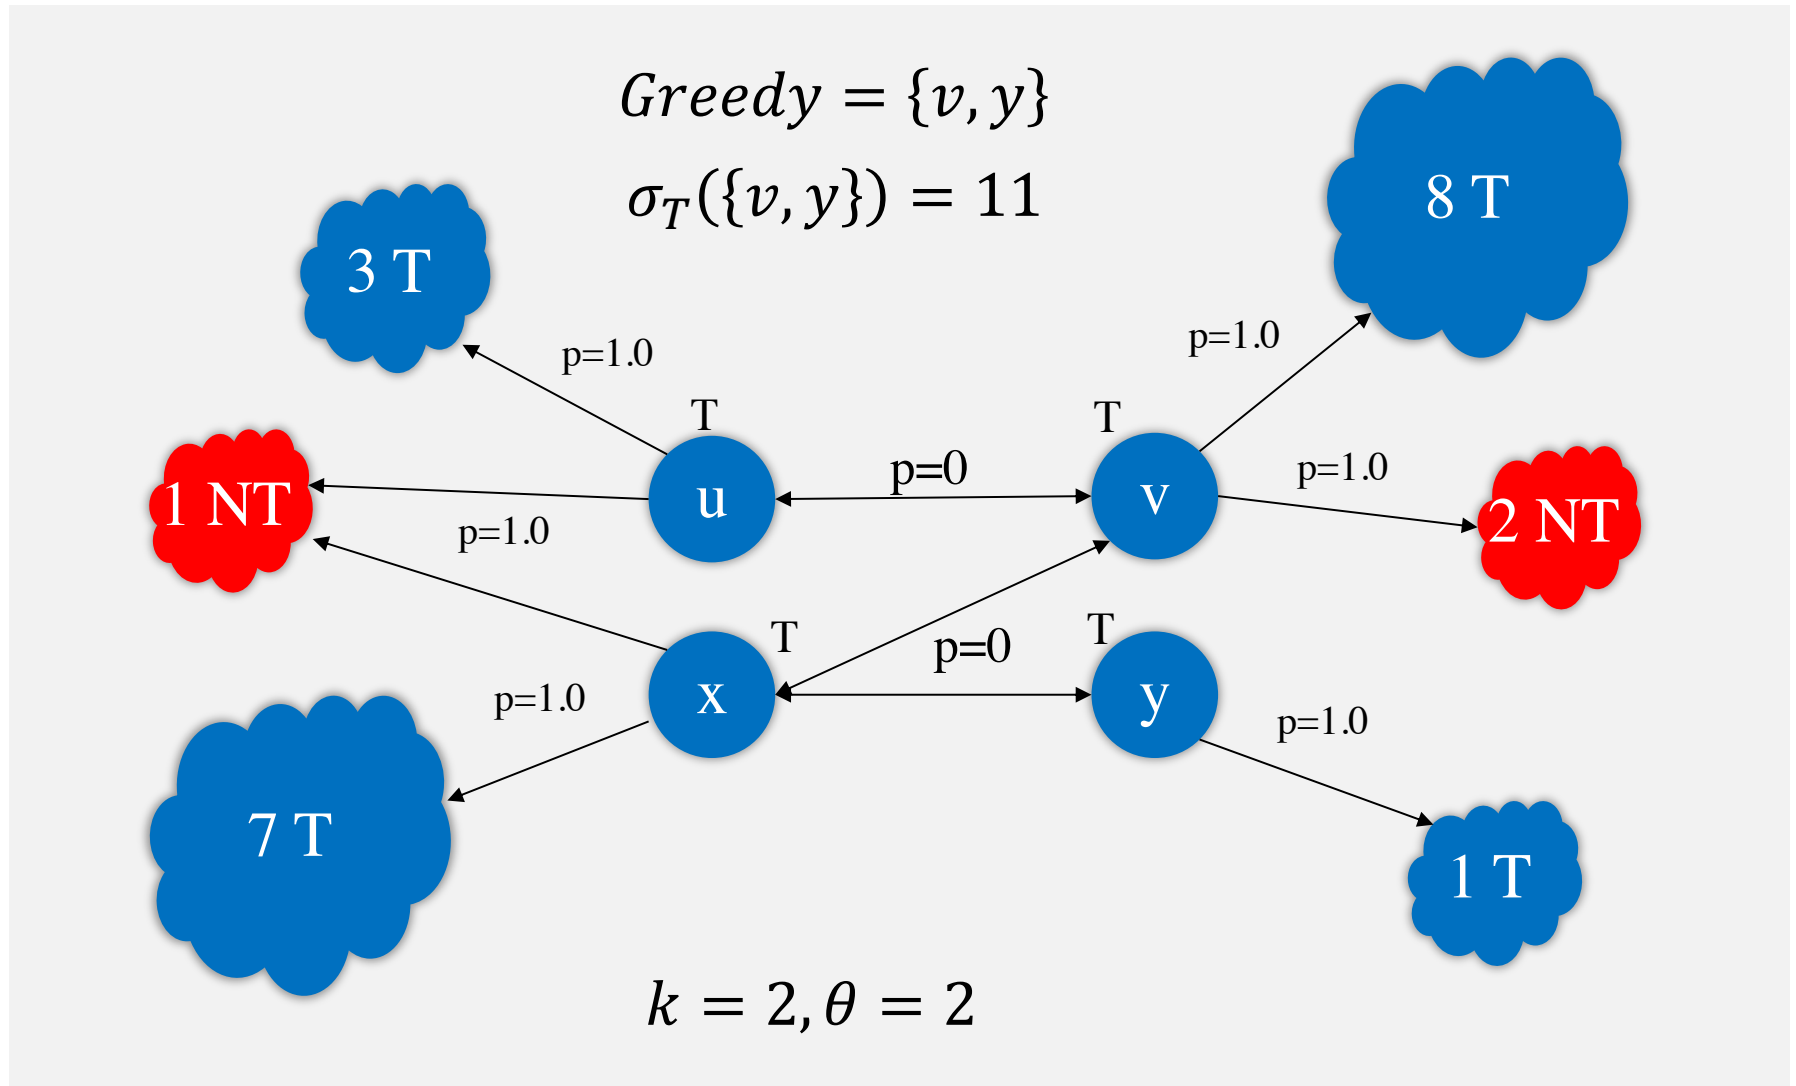 Greedy = {v, y}
σ_T({v, y}) = 11
8 T
3 T
p=1.0
p=1.0
T
T
p=0
p=1.0
1 NT
u
v
2 NT
p=1.0
T
T
p=0
x
y
p=1.0
p=1.0
7 T
1 T
k = 2, θ = 2